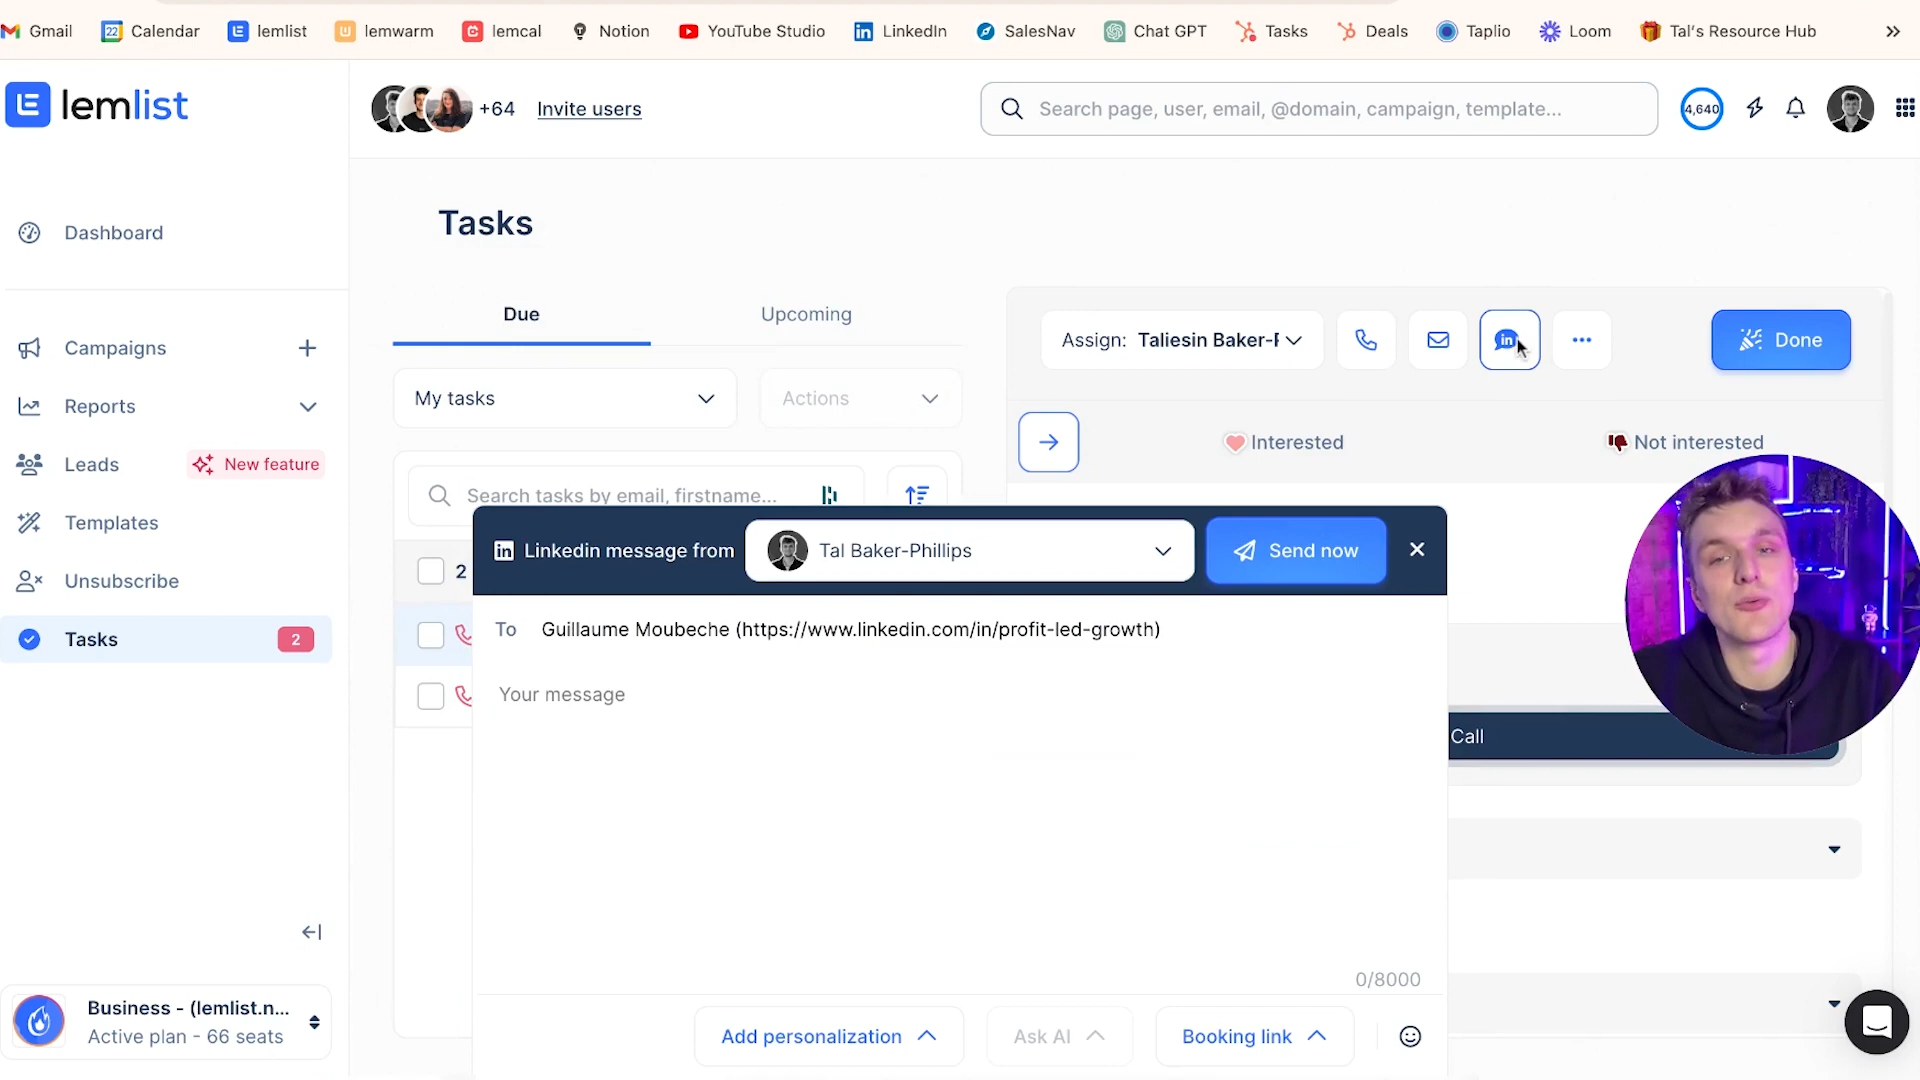 Gmail
22 Calendar
lemlist
lemwarm
lemcal
Notion
YouTube Studio
LinkedIn
SalesNav
Chat GPT
Tasks
Deals
Taplio
Loom
Tal's Resource Hub
lemlist
+64
Invite users
Search page, user, email, @domain, campaign, template...
4,640
Dashboard
Campaigns
Reports
Leads
New feature
Templates
Unsubscribe
Tasks
2
Business - (lemlist.n...
Active plan - 66 seats
Tasks
Due
Upcoming
My tasks
Actions
Search tasks by email, firstname...
2
Assign: Taliesin Baker-F
in
Done
Interested
Not interested
in Linkedin message from
Tal Baker-Phillips
Send now
To Guillaume Moubeche (https://www.linkedin.com/in/profit-led-growth)
Your message
Call
0/8000
Add personalization
Ask AI
Booking link